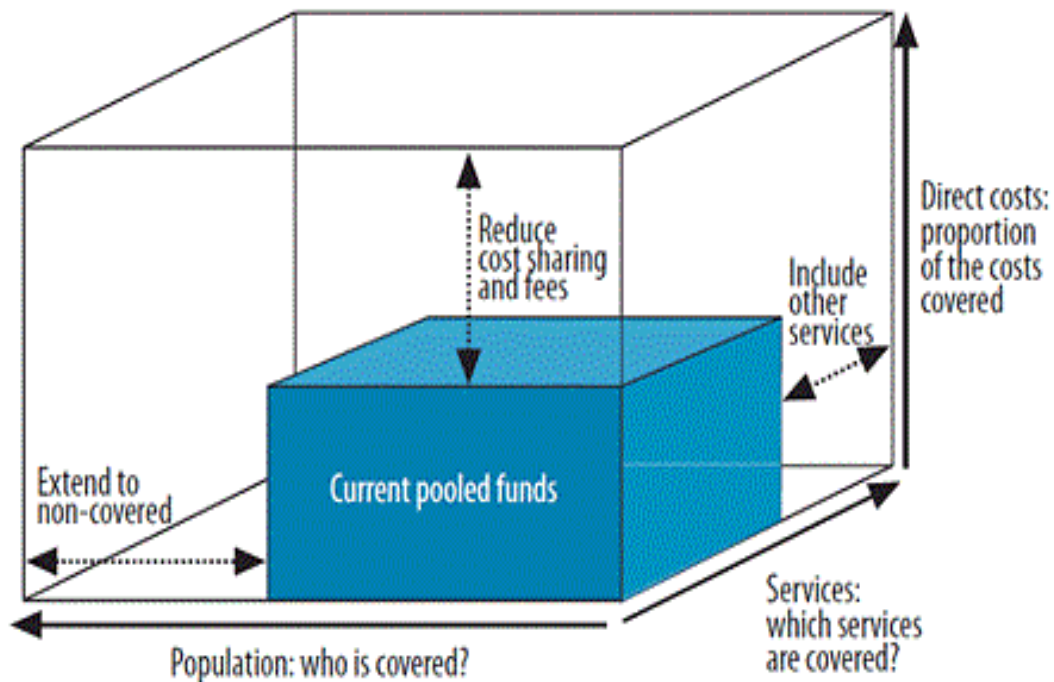 Reduce
cost sharing
and fees
Direct costs:
proportion
of the costs
covered
Include
other
services
Extend to
non-covered
Current pooled funds
Services:
which services
are covered?
Population: who is covered?